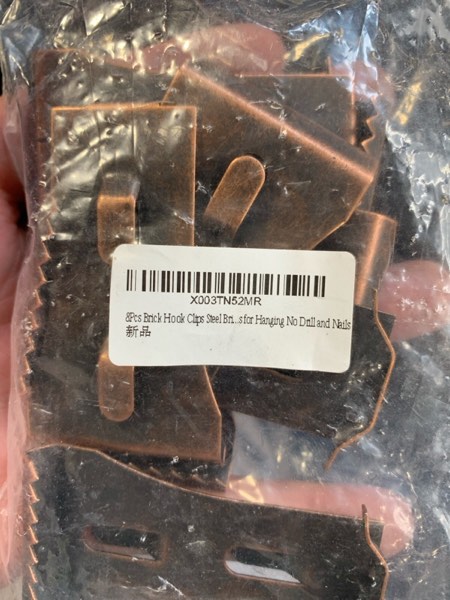 X003TN52MR
8Pcs Brick Hook Clips Steel Bri...s for Hanging No Drill and Nails
新品